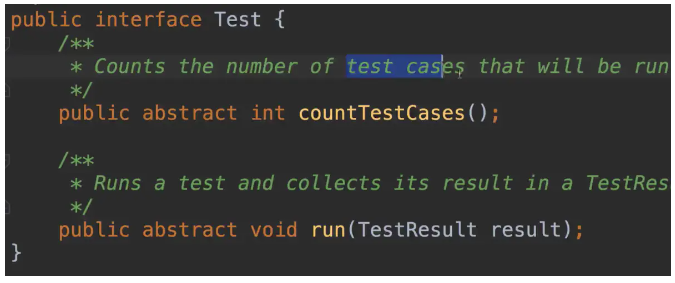 public interface Test {
/**
* Counts the number of test cases that will be run
*/
public abstract int countTestCases();
/**
* Runs a test and collects its result in a TestRes
*/
public abstract void run(TestResult result);
}